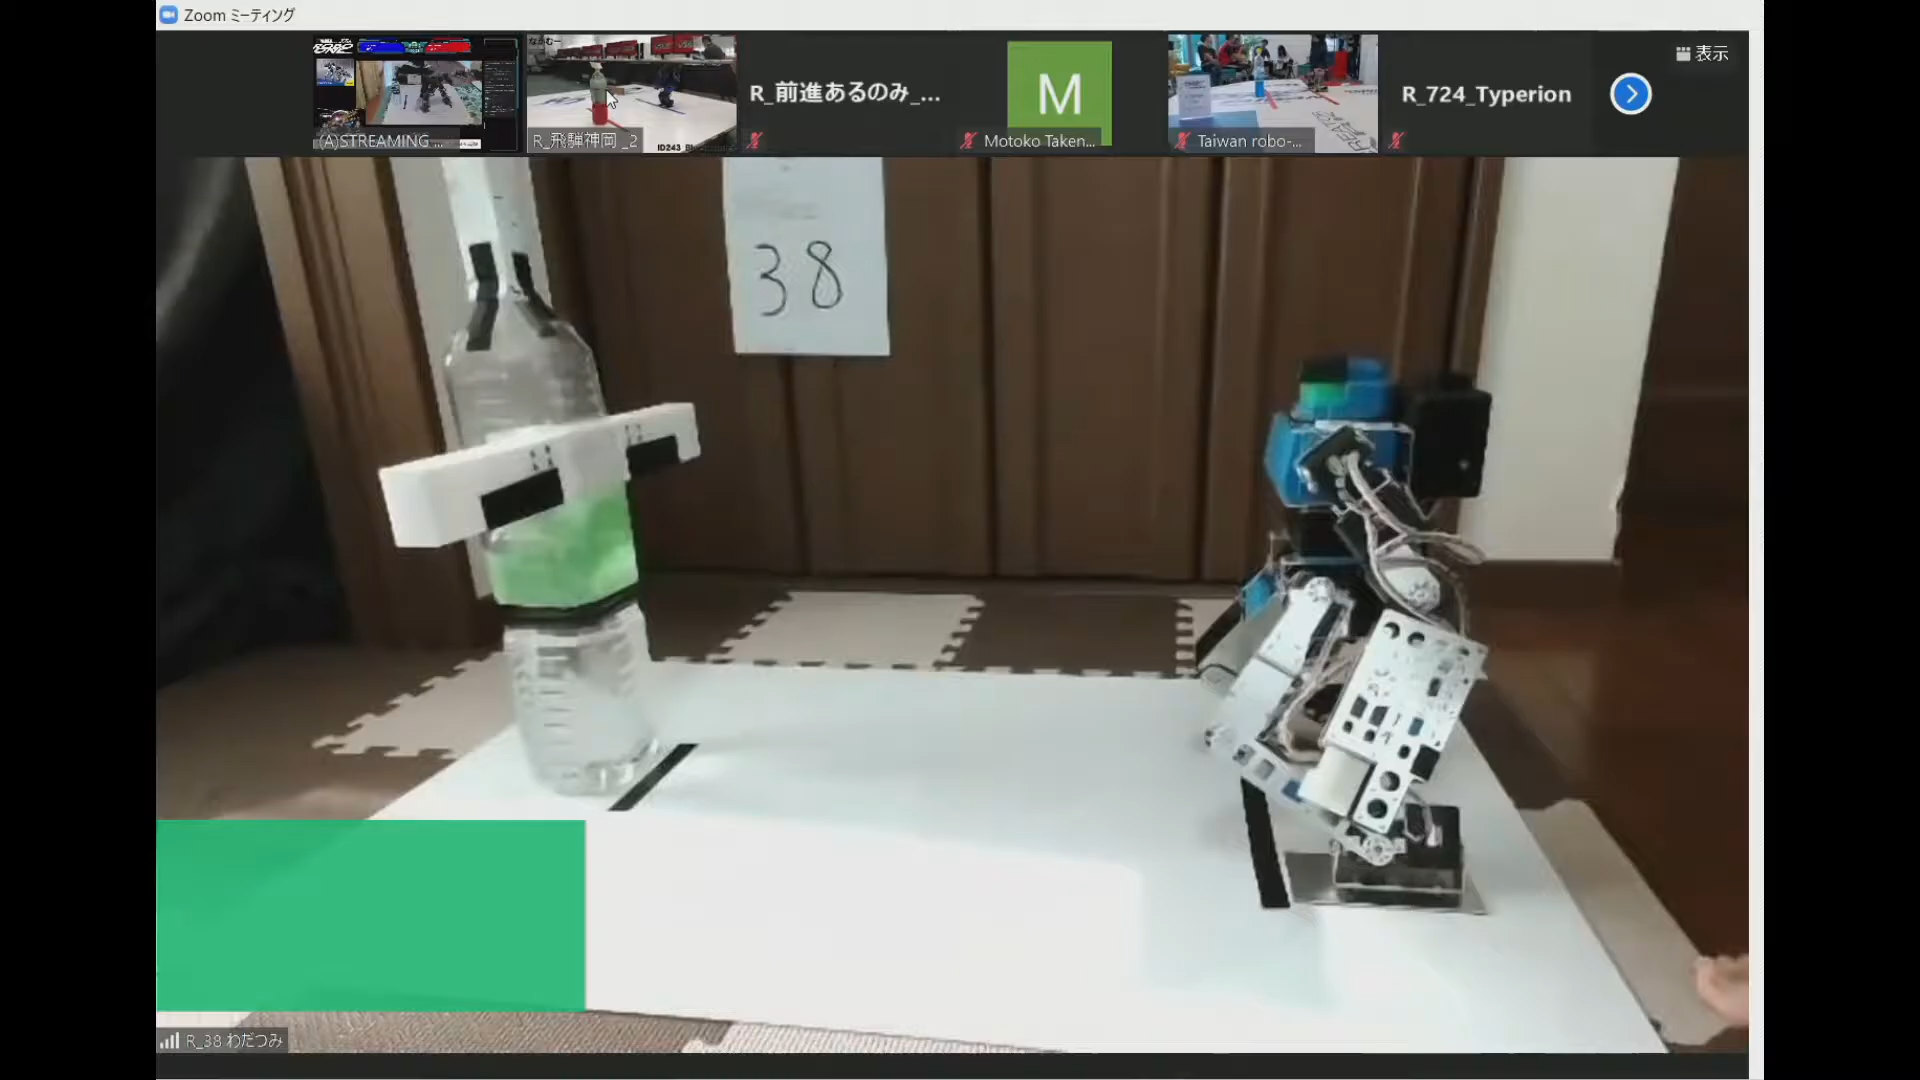 Zoom ミーティング
(A)STREAMING...
R_飛騨神岡_2
ID243
R_前進あるのみ_...
M
Motoko Taken...
Taiwan robo-...
R_724_Typerion
表示
38
R_38 わだつみ